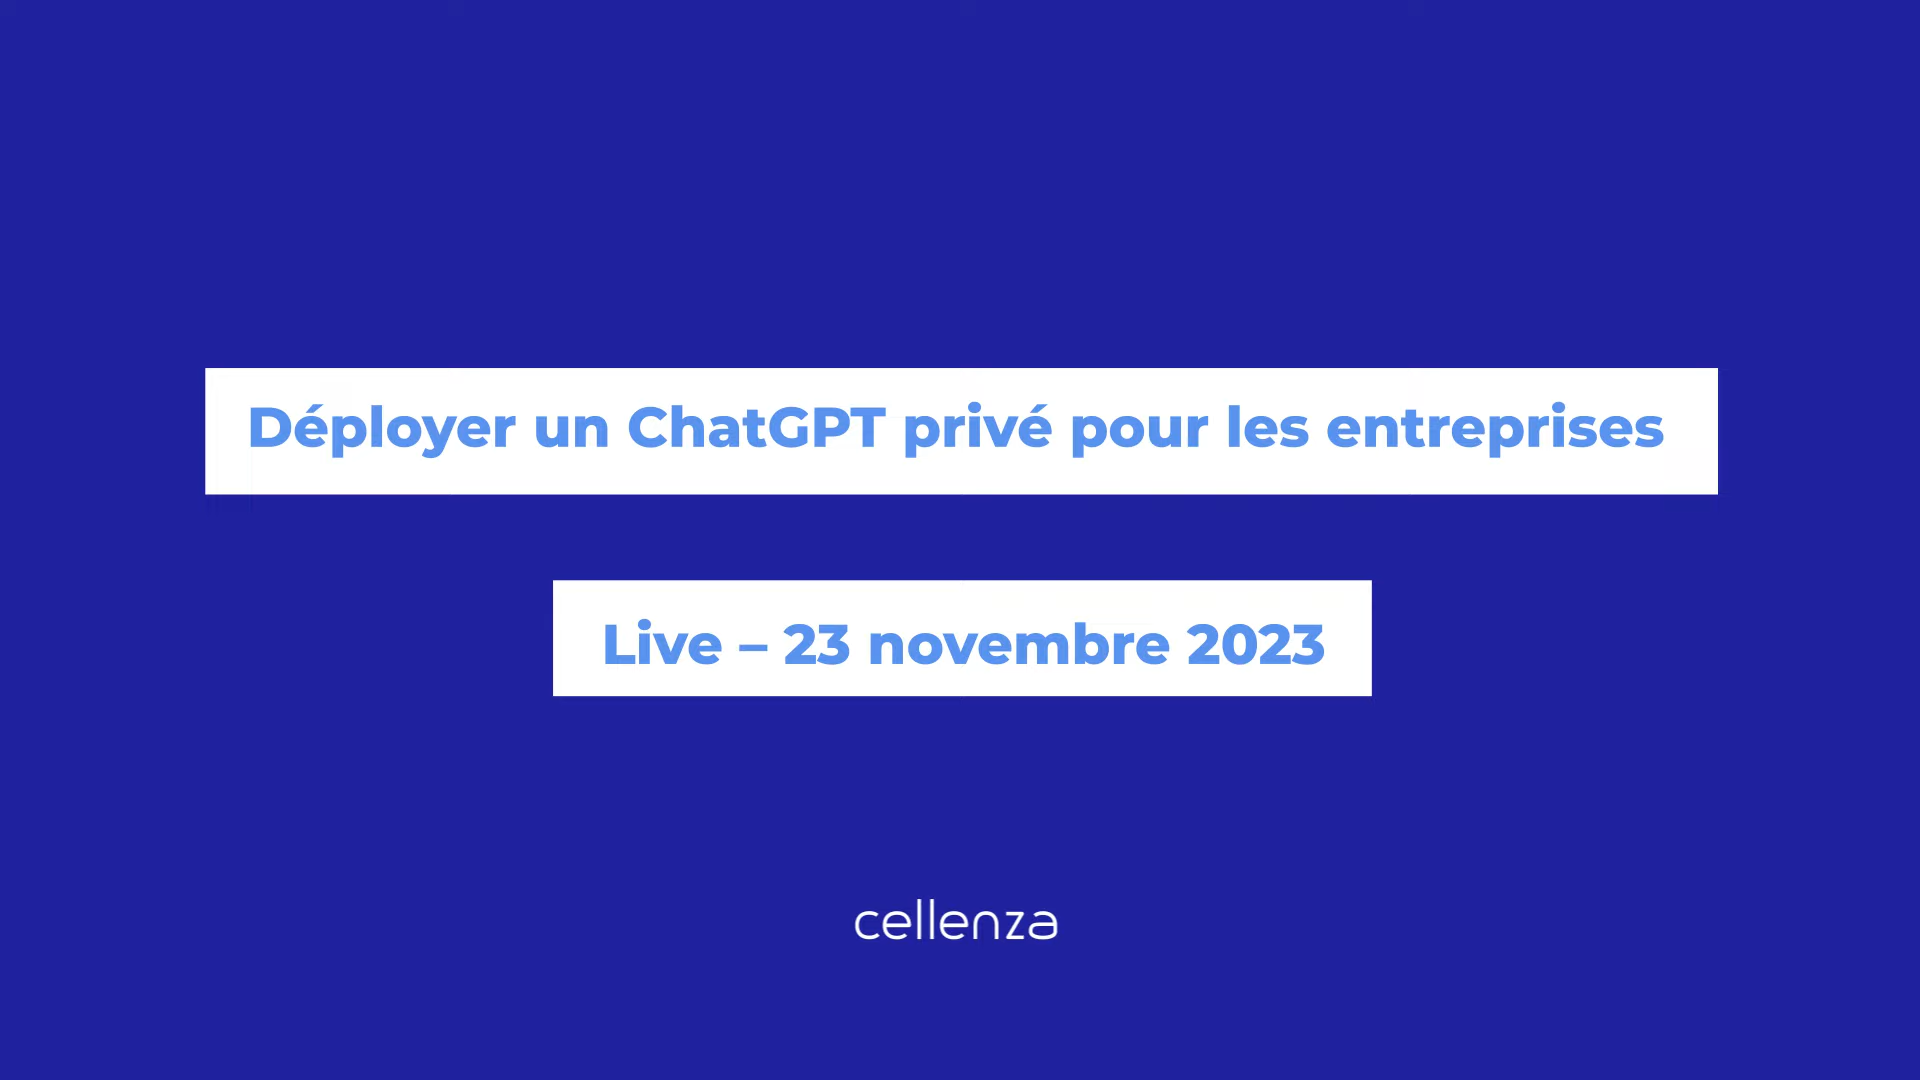 Déployer un ChatGPT privé pour les entreprises
Live – 23 novembre 2023
cellenza